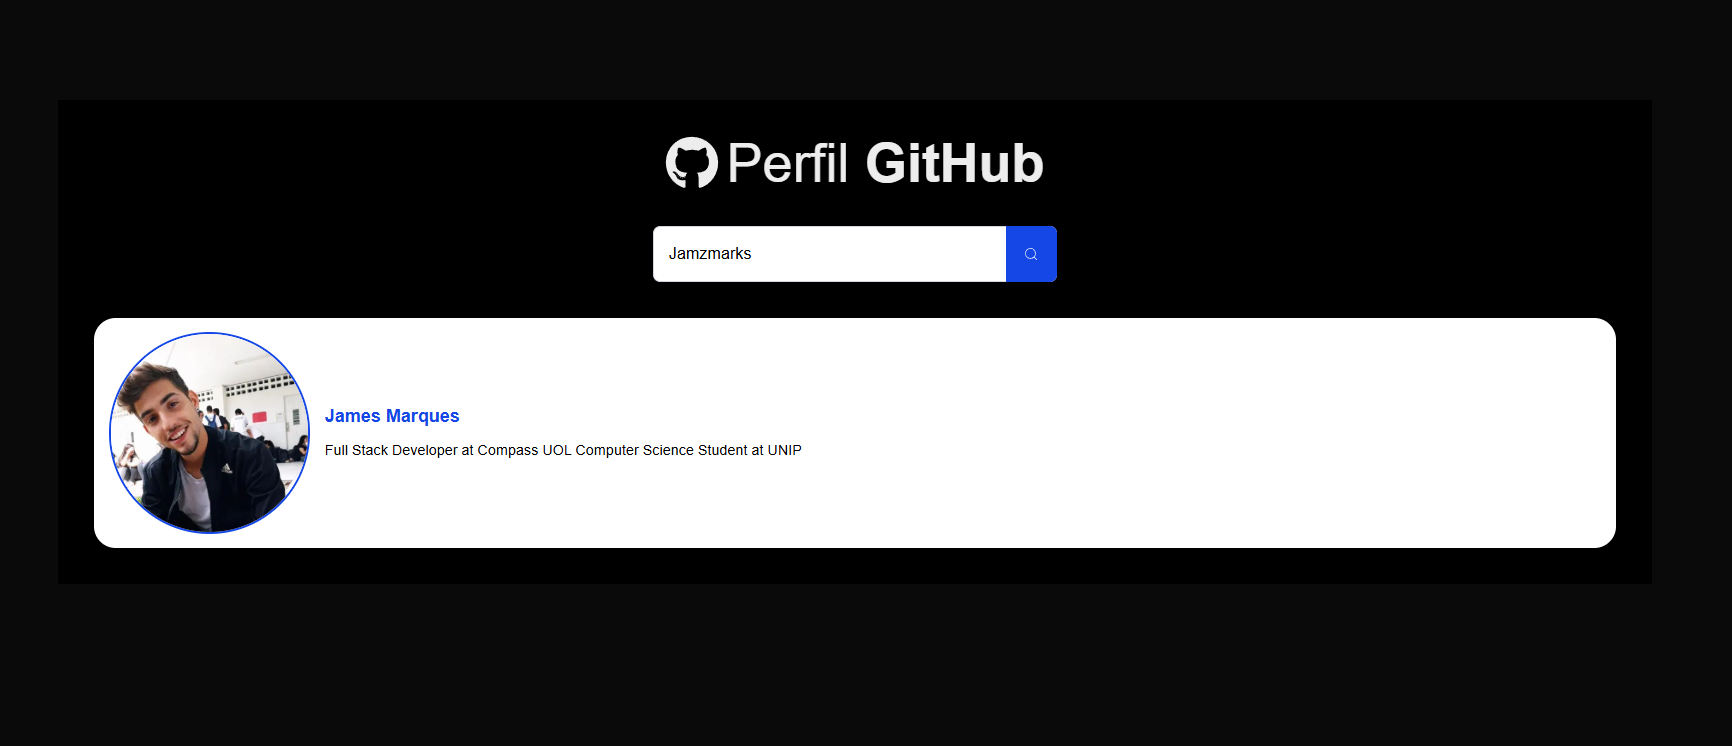 Perfil GitHub
Jamzmarks
James Marques
Full Stack Developer at Compass UOL Computer Science Student at UNIP